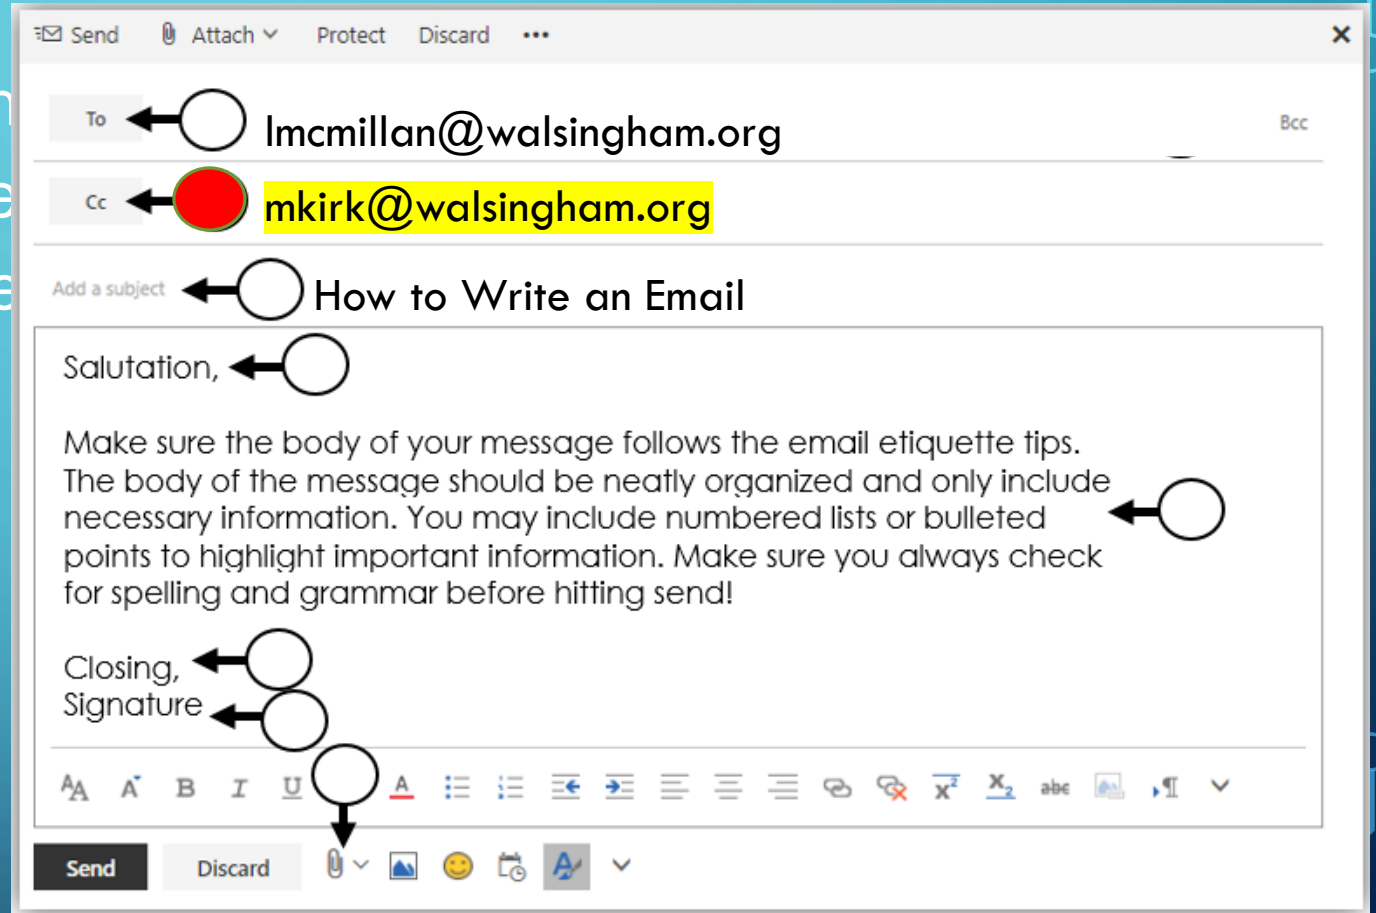 Send Attach Protect Discard •••
To lmcmillan@walsingham.org Bcc
Cc mkirk@walsingham.org
Add a subject How to Write an Email
Salutation,
Make sure the body of your message follows the email etiquette tips.
The body of the message should be neatly organized and only include
necessary information. You may include numbered lists or bulleted
points to highlight important information. Make sure you always check
for spelling and grammar before hitting send!
Closing,
Signature
Send Discard